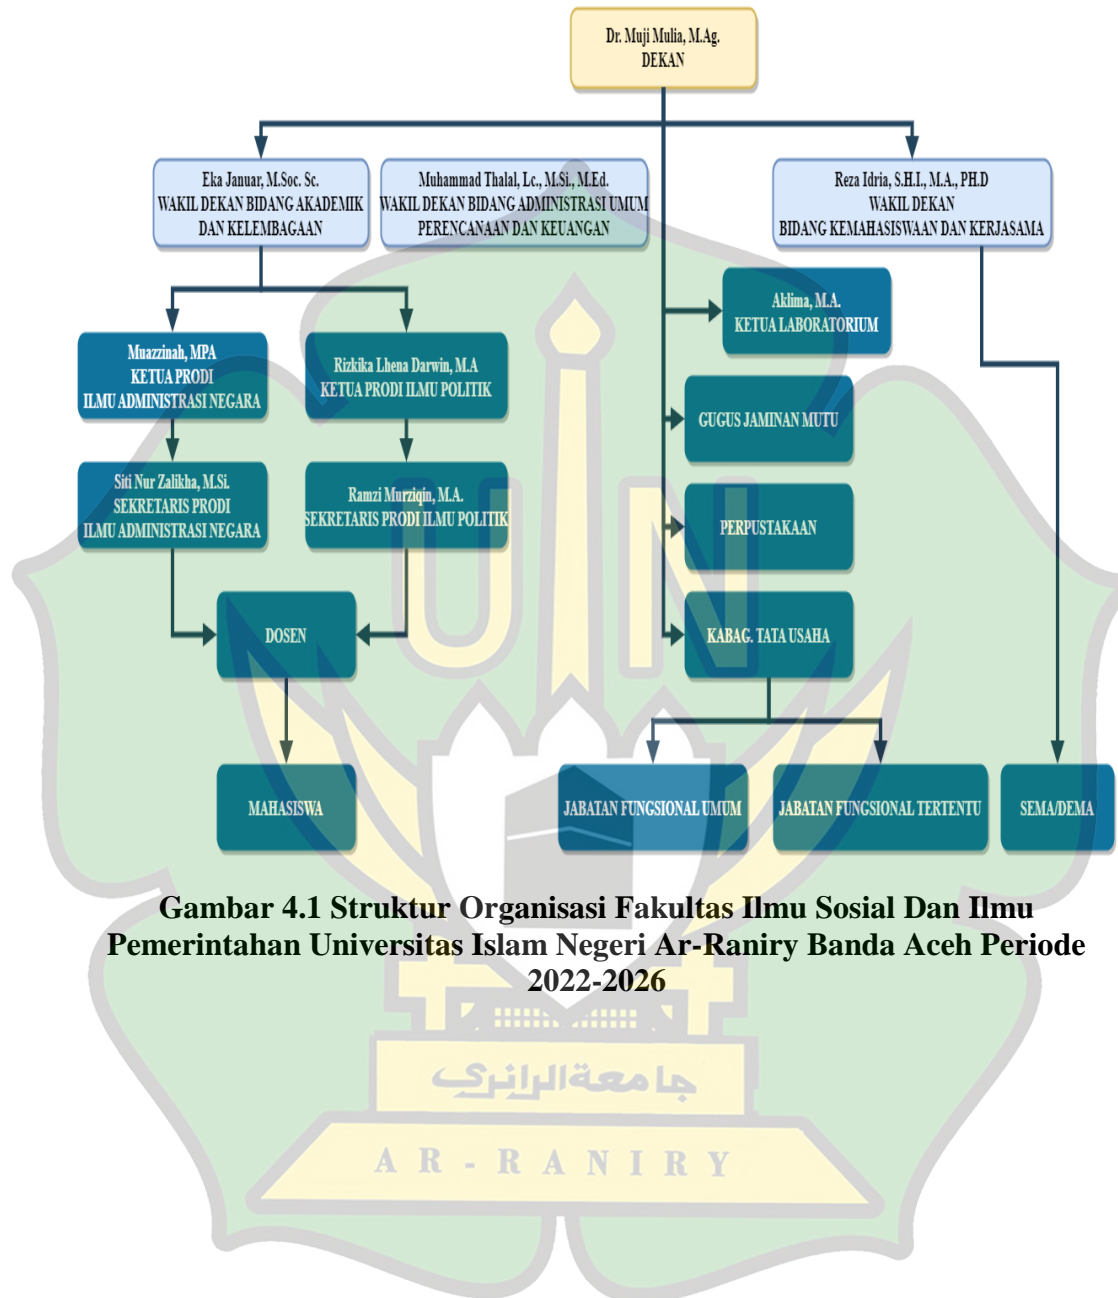 Dr. Muji Mulia, M.Ag.
DEKAN
Eka Januar, M.Soc. Sc.
WAKIL DEKAN BIDANG AKADEMIK
DAN KELEMBAGAAN
Muhammad Thalal, Lc., M.Si., M.Ed.
WAKIL DEKAN BIDANG ADMINISTRASI UMUM
PERENCANAAN DAN KEUANGAN
Reza Idria, S.H.I., M.A., PH.D
WAKIL DEKAN
BIDANG KEMAHASISWAAN DAN KERJASAMA
Aklima, M.A.
KETUA LABORATORIUM
Muazzinah, MPA
KETUA PRODI
ILMU ADMINISTRASI NEGARA
Rizkika Lhena Darwin, M.A
KETUA PRODI ILMU POLITIK
GUGUS JAMINAN MUTU
Siti Nur Zalikha, M.Si.
SEKRETARIS PRODI
ILMU ADMINISTRASI NEGARA
Ramzi Murziqin, M.A.
SEKRETARIS PRODI ILMU POLITIK
PERPUSTAKAAN
DOSEN
KABAG. TATA USAHA
MAHASISWA
JABATAN FUNGSIONAL UMUM
JABATAN FUNGSIONAL TERTENTU
SEMA/DEMA
UIN
Gambar 4.1 Struktur Organisasi Fakultas Ilmu Sosial Dan Ilmu
Pemerintahan Universitas Islam Negeri Ar-Raniry Banda Aceh Periode
2022-2026
جامعة الرانري
AR-RANIRY